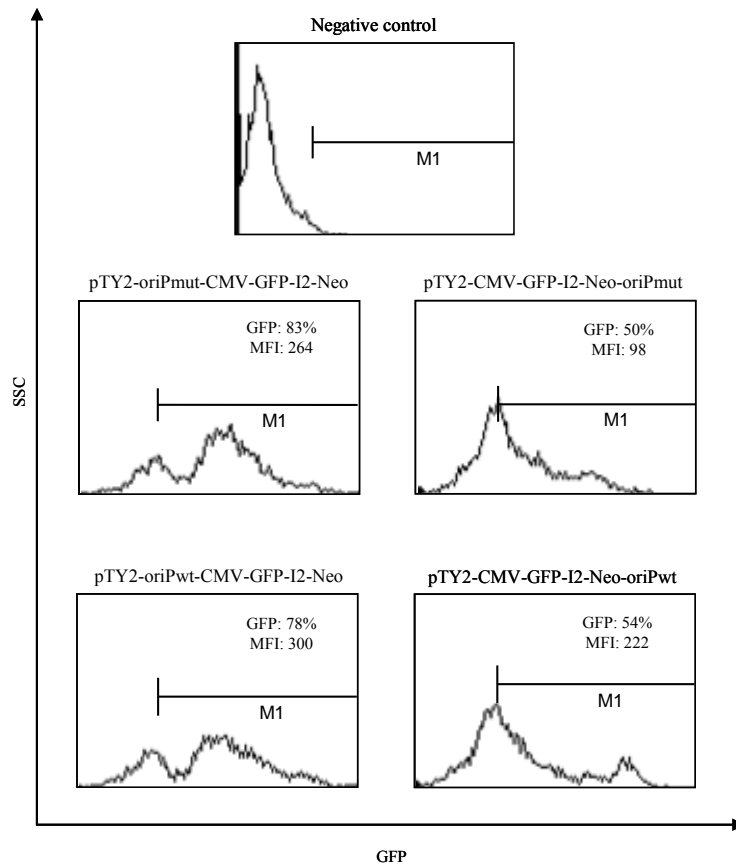 Negative control
M1
pTY2-oriPmut-CMV-GFP-I2-Neo
GFP: 83%
MFI: 264
M1
pTY2-CMV-GFP-I2-Neo-oriPmut
GFP: 50%
MFI: 98
M1
SSC
pTY2-oriPwt-CMV-GFP-I2-Neo
GFP: 78%
MFI: 300
M1
pTY2-CMV-GFP-I2-Neo-oriPwt
GFP: 54%
MFI: 222
M1
GFP